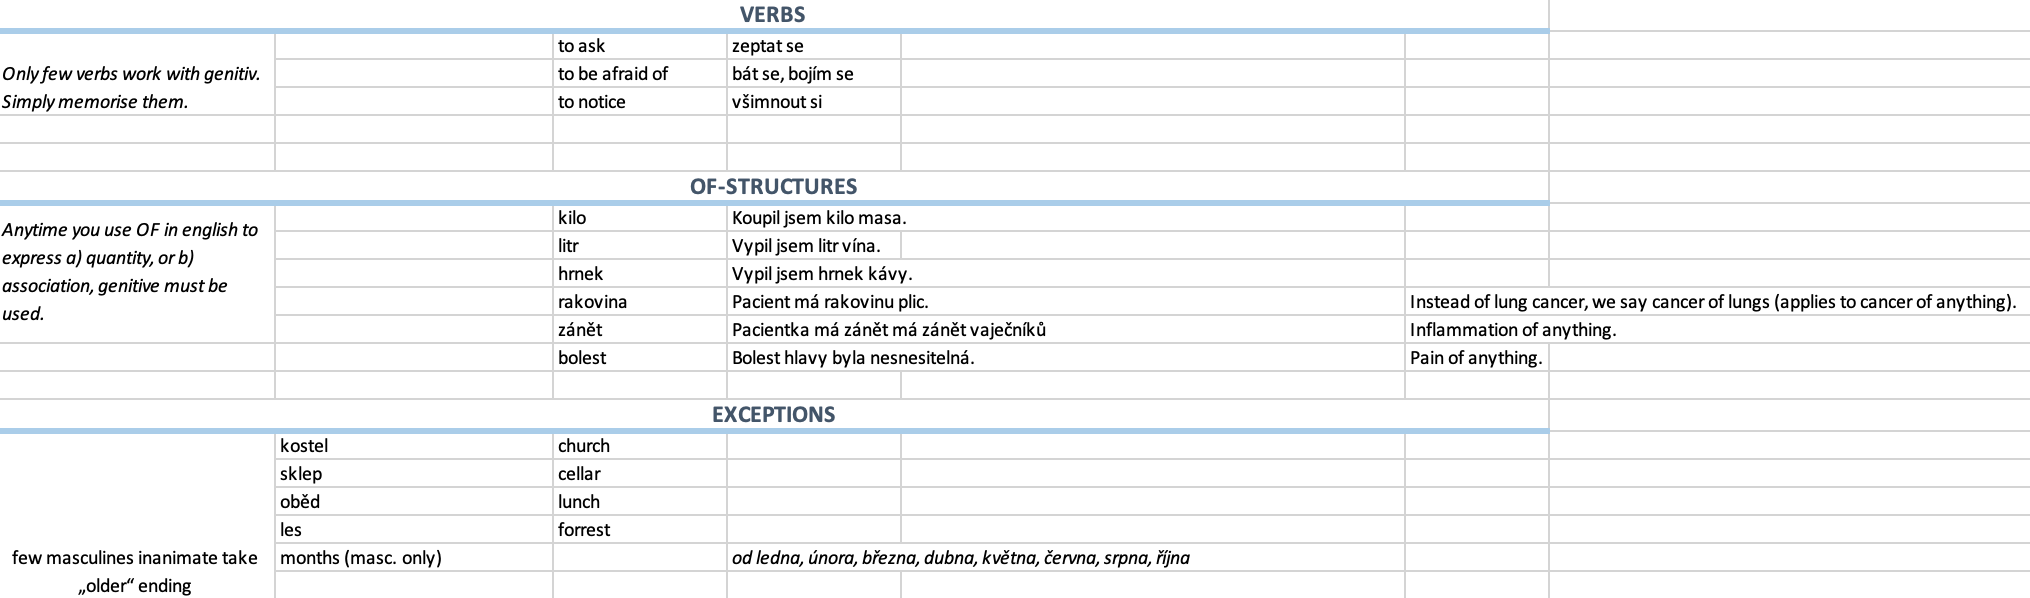 VERBS
to ask zeptat se
Only few verbs work with genitiv. to be afraid of bát se, bojím se
Simply memorise them. to notice všimnout si
OF-STRUCTURES
kilo Koupil jsem kilo masa.
Anytime you use OF in english to
litr Vypil jsem litr vína.
express a) quantity, or b)
hrnek Vypil jsem hrnek kávy.
association, genitive must be
rakovina Pacient má rakovinu plic. Instead of lung cancer, we say cancer of lungs (applies to cancer of anything).
used.
zánět Pacientka má zánět má zánět vaječníků Inflammation of anything.
bolest Bolest hlavy byla nesnesitelná. Pain of anything.
EXCEPTIONS
kostel church
sklep cellar
oběd lunch
les forrest
few masculines inanimate take months (masc. only) od ledna, února, března, dubna, května, června, srpna, října
„older“ ending